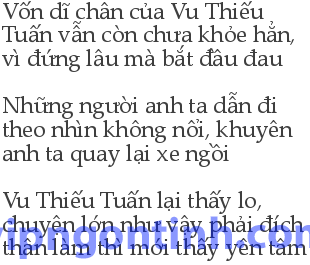 Vốn dĩ chân của Vu Thiếu
Tuấn vẫn còn chưa khỏe hẳn,
vì đứng lâu mà bắt đầu đau
Những người anh ta dẫn đi
theo nhìn không nổi, khuyên
anh ta quay lại xe ngồi
Vu Thiếu Tuấn lại thấy lo,
chuyện lớn như vậy phải đích
thân làm thì mới thấy yên tâm
vipngontinh.com